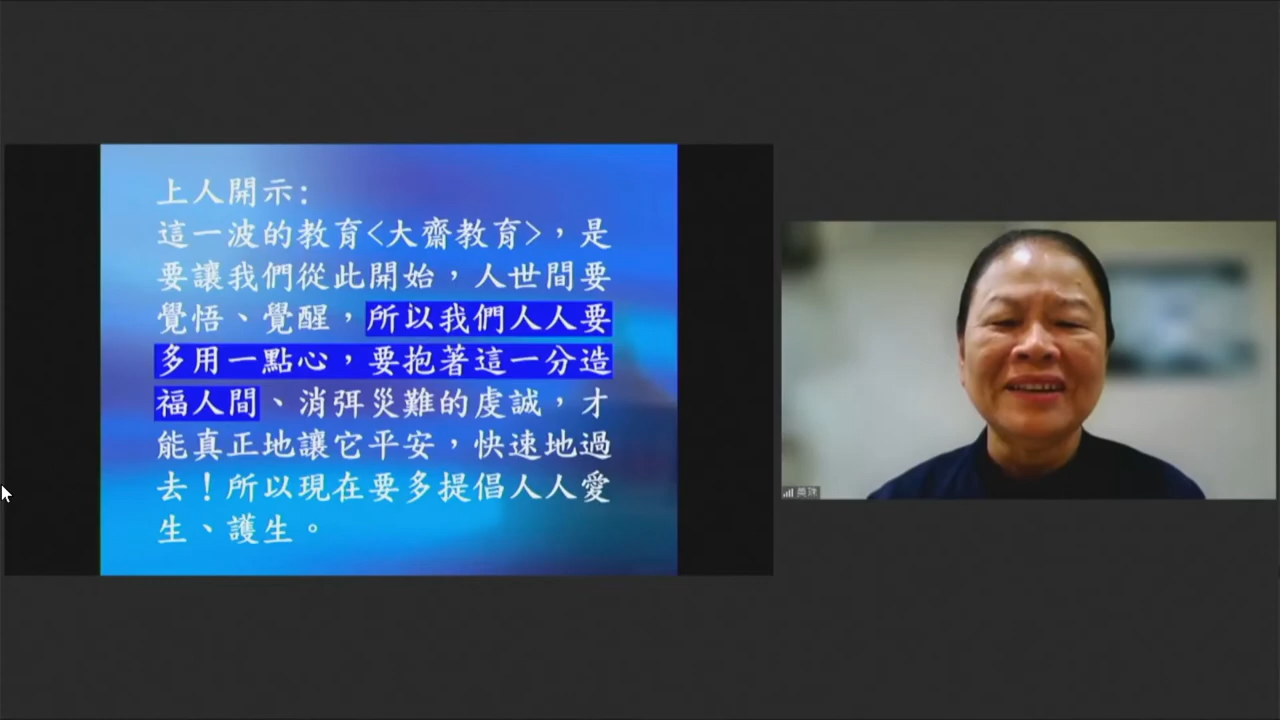 上人開示:
這一波的教育<大齋教育>，是
要讓我們從此開始，人世間要
覺悟、覺醒，所以我們人人要
多用一點心，要抱著這一分造
福人間、消弭災難的虔誠，才
能真正地讓它平安，快速地過
去！所以現在要多提倡人人愛
生、護生。